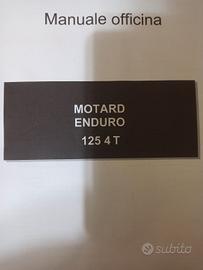 Manuale officina
MOTARD
ENDURO
125 4 T
subito